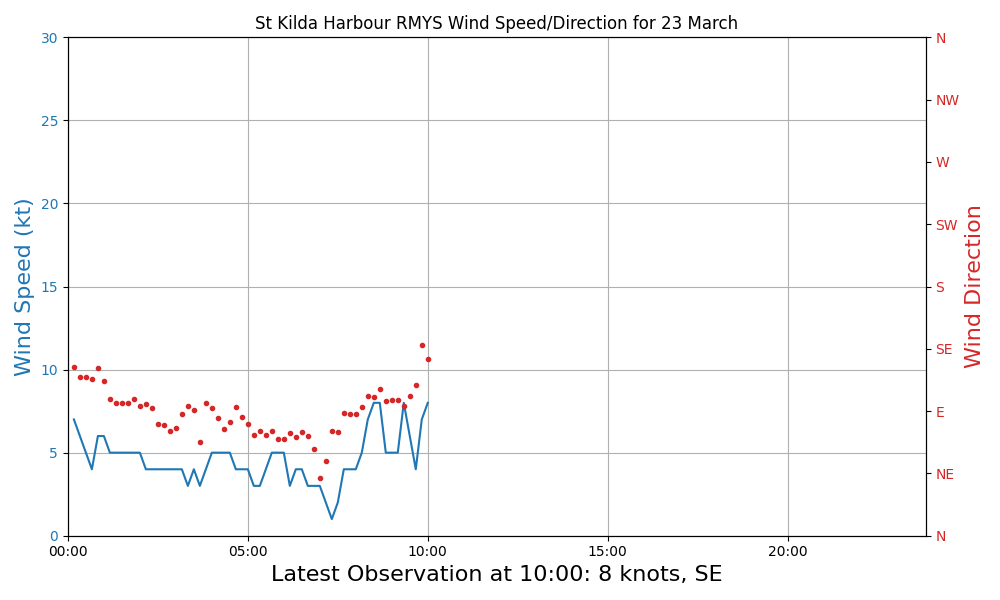 St Kilda Harbour RMYS Wind Speed/Direction for 23 March
30
25
20
15
10
5
0
Wind Speed (kt)
N
NW
W
SW
S
SE
E
NE
N
Wind Direction
00:00 05:00 10:00 15:00 20:00
Latest Observation at 10:00: 8 knots, SE